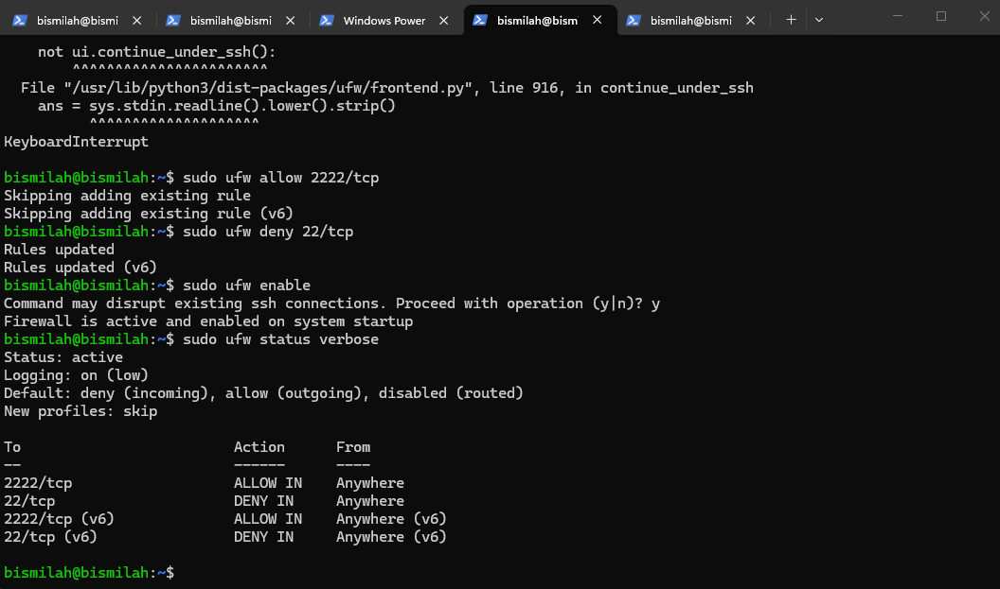 bismilah@bismi
bismilah@bismi
Windows Power
bismilah@bism
bismilah@bismi
    not ui.continue_under_ssh():
        ^^^^^^^^^^^^^^^^^^^^^^^
  File "/usr/lib/python3/dist-packages/ufw/frontend.py", line 916, in continue_under_ssh
    ans = sys.stdin.readline().lower().strip()
          ^^^^^^^^^^^^^^^^^^^^
KeyboardInterrupt
bismilah@bismilah:~$ sudo ufw allow 2222/tcp
Skipping adding existing rule
Skipping adding existing rule (v6)
bismilah@bismilah:~$ sudo ufw deny 22/tcp
Rules updated
Rules updated (v6)
bismilah@bismilah:~$ sudo ufw enable
Command may disrupt existing ssh connections. Proceed with operation (y|n)? y
Firewall is active and enabled on system startup
bismilah@bismilah:~$ sudo ufw status verbose
Status: active
Logging: on (low)
Default: deny (incoming), allow (outgoing), disabled (routed)
New profiles: skip
To                         Action      From
--                         ------      ----
2222/tcp                   ALLOW IN    Anywhere
22/tcp                     DENY IN     Anywhere
2222/tcp (v6)              ALLOW IN    Anywhere (v6)
22/tcp (v6)                DENY IN     Anywhere (v6)
bismilah@bismilah:~$